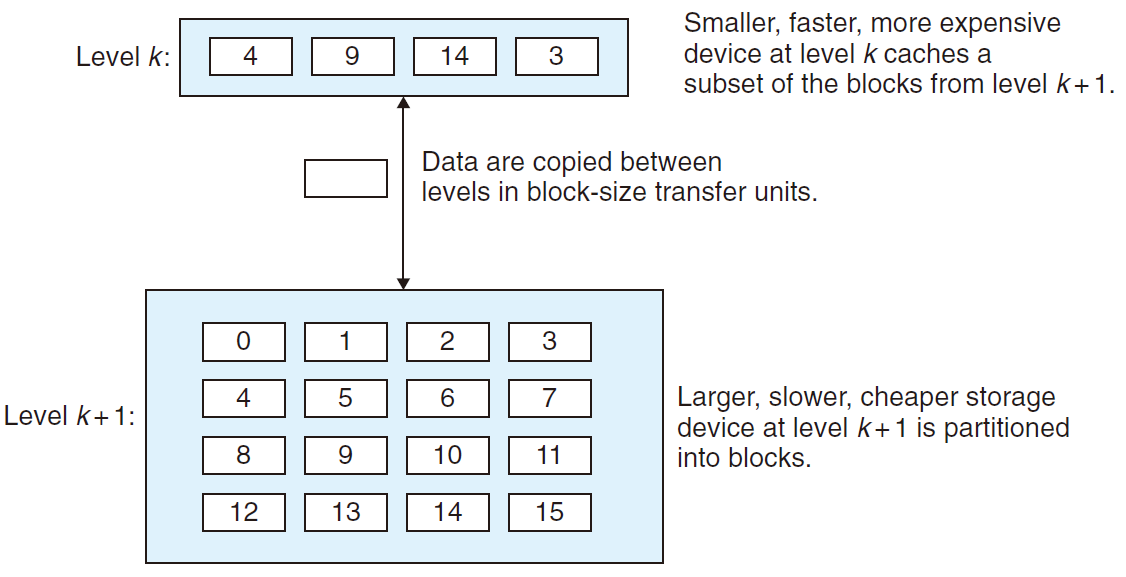 Level k:
4 9 14 3
Smaller, faster, more expensive
device at level k caches a
subset of the blocks from level k+1.
Data are copied between
levels in block-size transfer units.
Level k+1:
0 1 2 3
4 5 6 7
8 9 10 11
12 13 14 15
Larger, slower, cheaper storage
device at level k+1 is partitioned
into blocks.